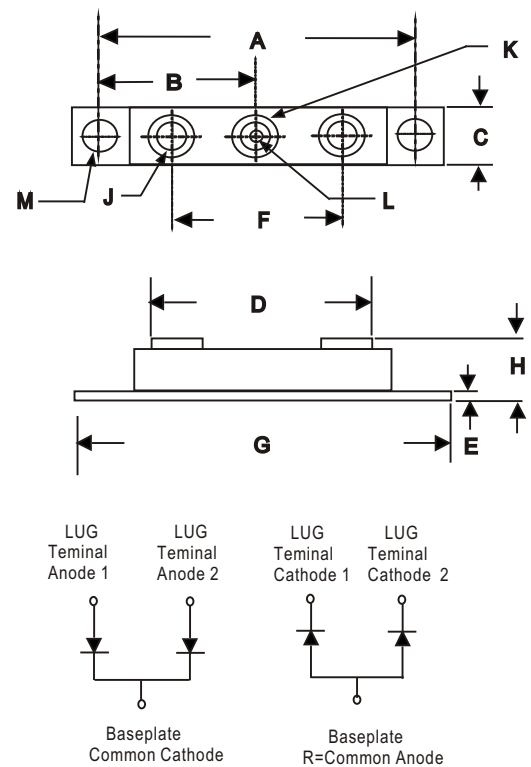 A
K
B
C
M
J
F
L
D
H
G
E
LUG
Teminal
Anode 1
LUG
Teminal
Anode 2
LUG
Teminal
Cathode 1
LUG
Teminal
Cathode 2
Baseplate
Common Cathode
Baseplate
R=Common Anode